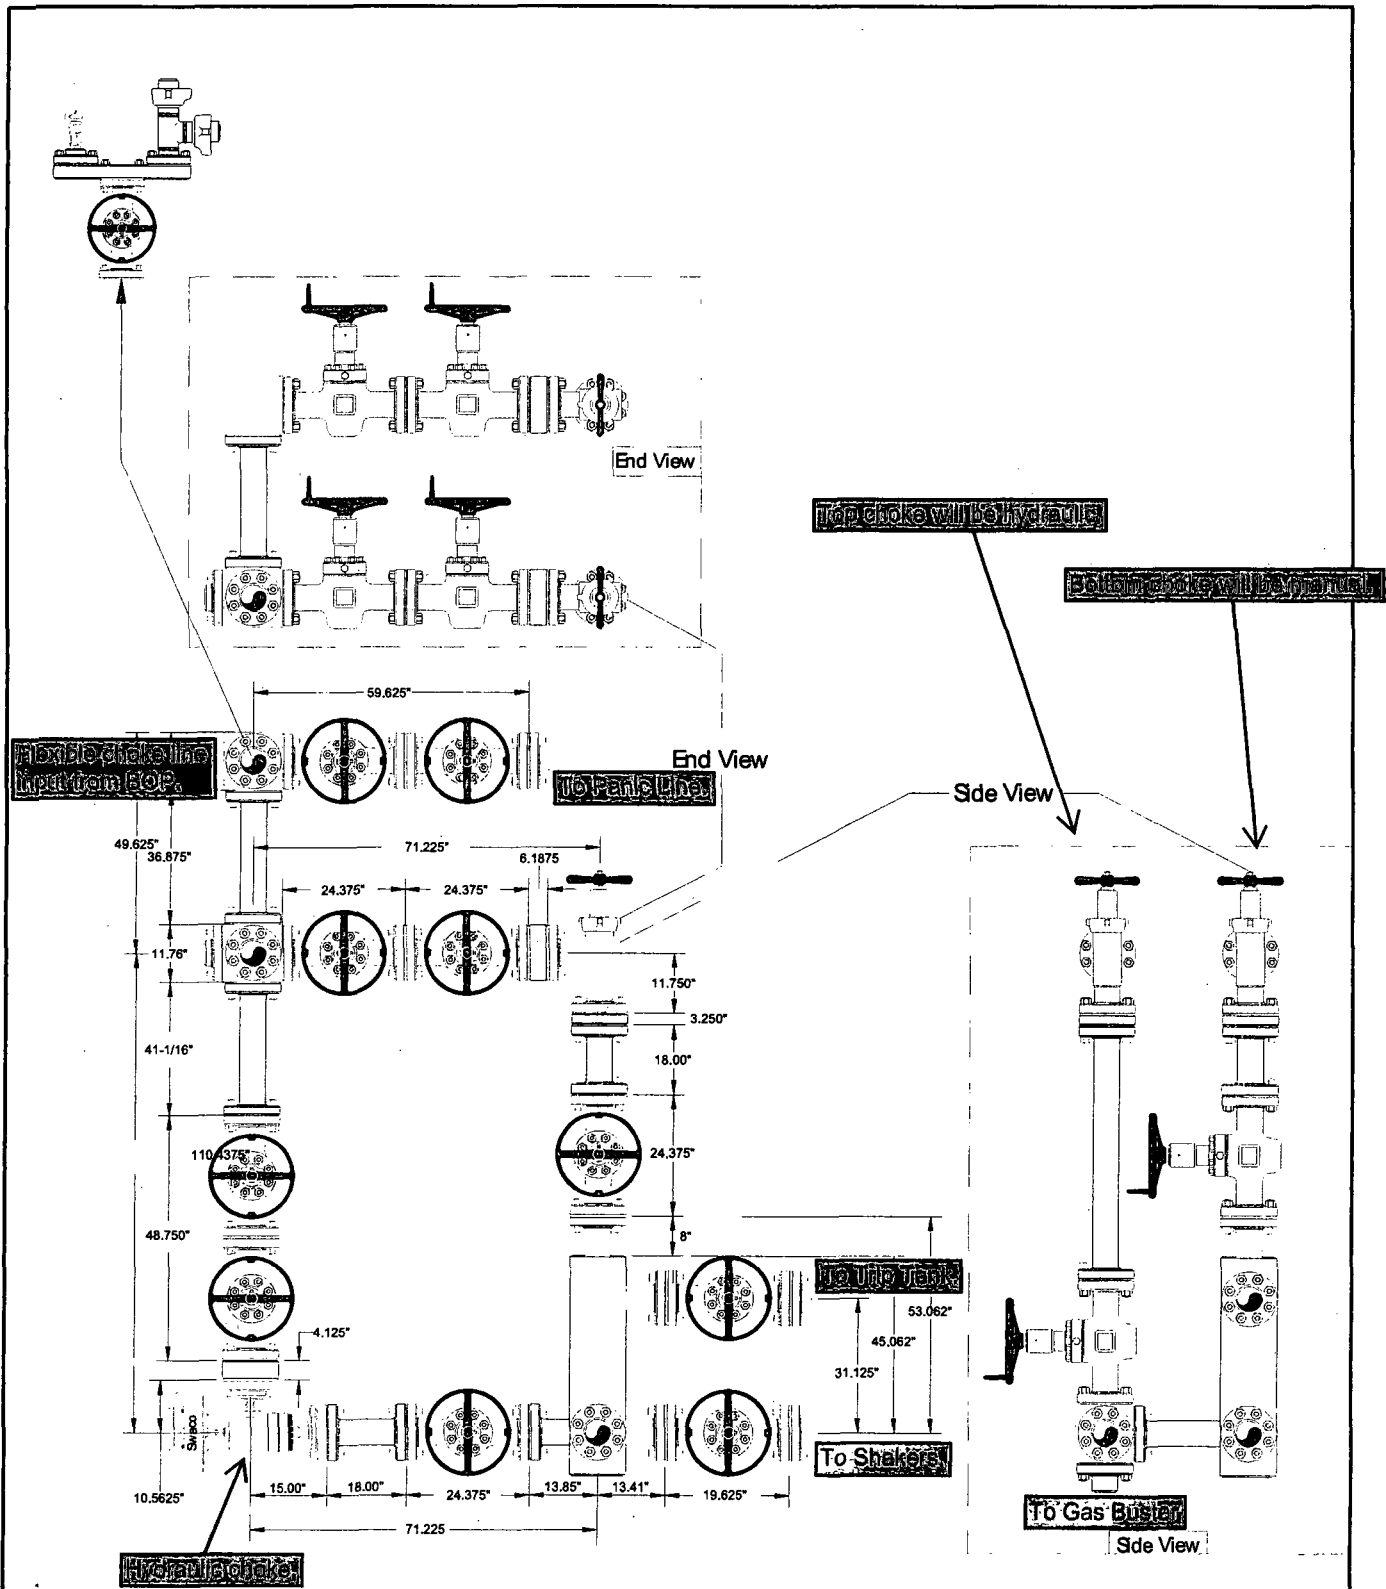 End View
Top choke will be hydraulic.
Bottom choke will be manual.
59.625"
Flexible choke line
input from BOP.
End View
To Panic Line.
Side View
49.625"
36.875"
71.225"
6.1875
24.375"
24.375"
11.76"
11.750"
3.250"
41-1/16"
18.00"
110.4375"
24.375"
48.750"
8"
To Trip Tank.
53.062"
4.125"
45.062"
31.125"
Swaco
To Shakers
15.00"
18.00"
24.375"
13.85"
13.41"
19.625"
10.5625"
71.225
To Gas Buster
Side View
Hydraulic choke.